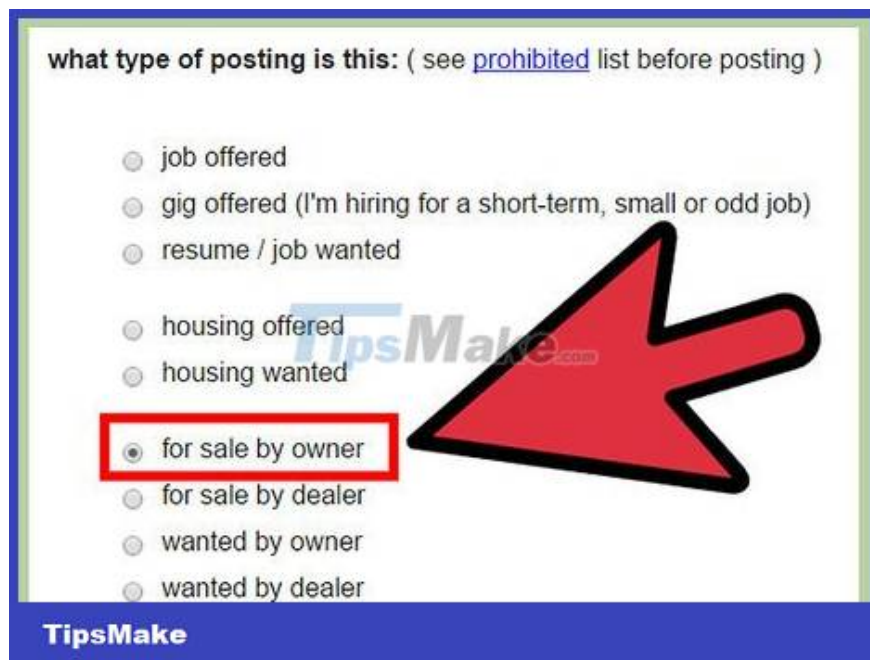 what type of posting is this: ( see prohibited list before posting )
job offered
gig offered (I'm hiring for a short-term, small or odd job)
resume / job wanted
housing offered
TipsMake.com
housing wanted
for sale by owner
for sale by dealer
wanted by owner
wanted by dealer
TipsMake